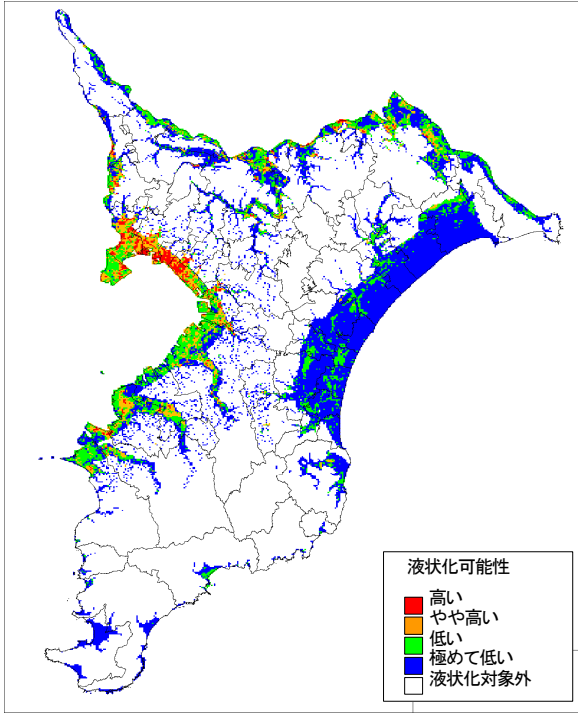 液状化可能性
高い
やや高い
低い
極めて低い
液状化対象外